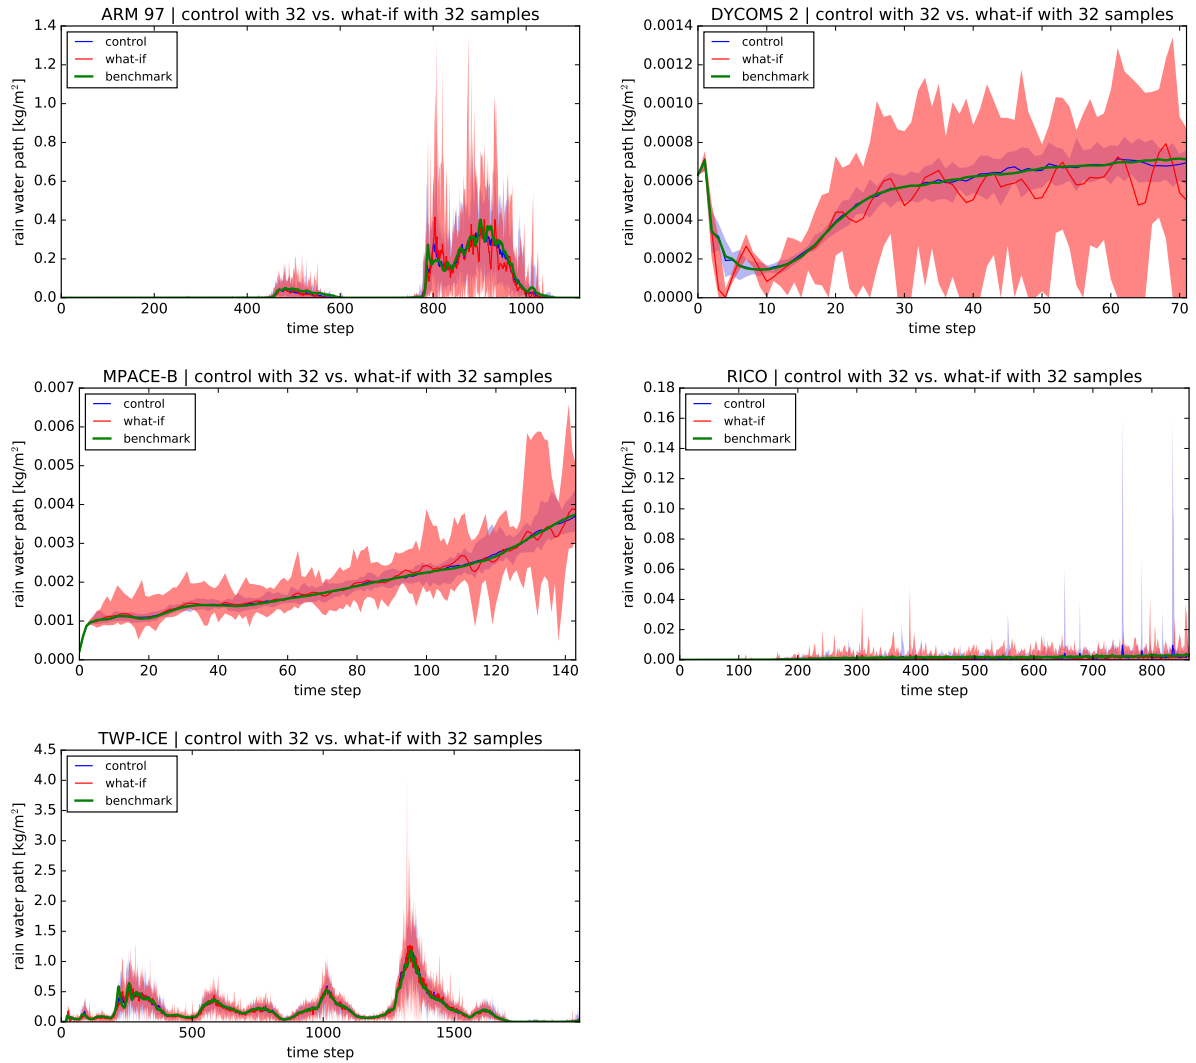 ARM 97 | control with 32 vs. what-if with 32 samples
1.4
1.2
1.0
0.8
0.6
0.4
0.2
0.0
rain water path [kg/m²]
control
what-if
benchmark
0 200 400 600 800 1000
time step
DYCOMS 2 | control with 32 vs. what-if with 32 samples
0.0014
0.0012
0.0010
0.0008
0.0006
0.0004
0.0002
0.0000
rain water path [kg/m²]
control
what-if
benchmark
0 10 20 30 40 50 60 70
time step
MPACE-B | control with 32 vs. what-if with 32 samples
0.007
0.006
0.005
0.004
0.003
0.002
0.001
0.000
rain water path [kg/m²]
control
what-if
benchmark
0 20 40 60 80 100 120 140
time step
RICO | control with 32 vs. what-if with 32 samples
0.18
0.16
0.14
0.12
0.10
0.08
0.06
0.04
0.02
0.00
rain water path [kg/m²]
control
what-if
benchmark
0 100 200 300 400 500 600 700 800
time step
TWP-ICE | control with 32 vs. what-if with 32 samples
4.5
4.0
3.5
3.0
2.5
2.0
1.5
1.0
0.5
0.0
rain water path [kg/m²]
control
what-if
benchmark
0 500 1000 1500
time step